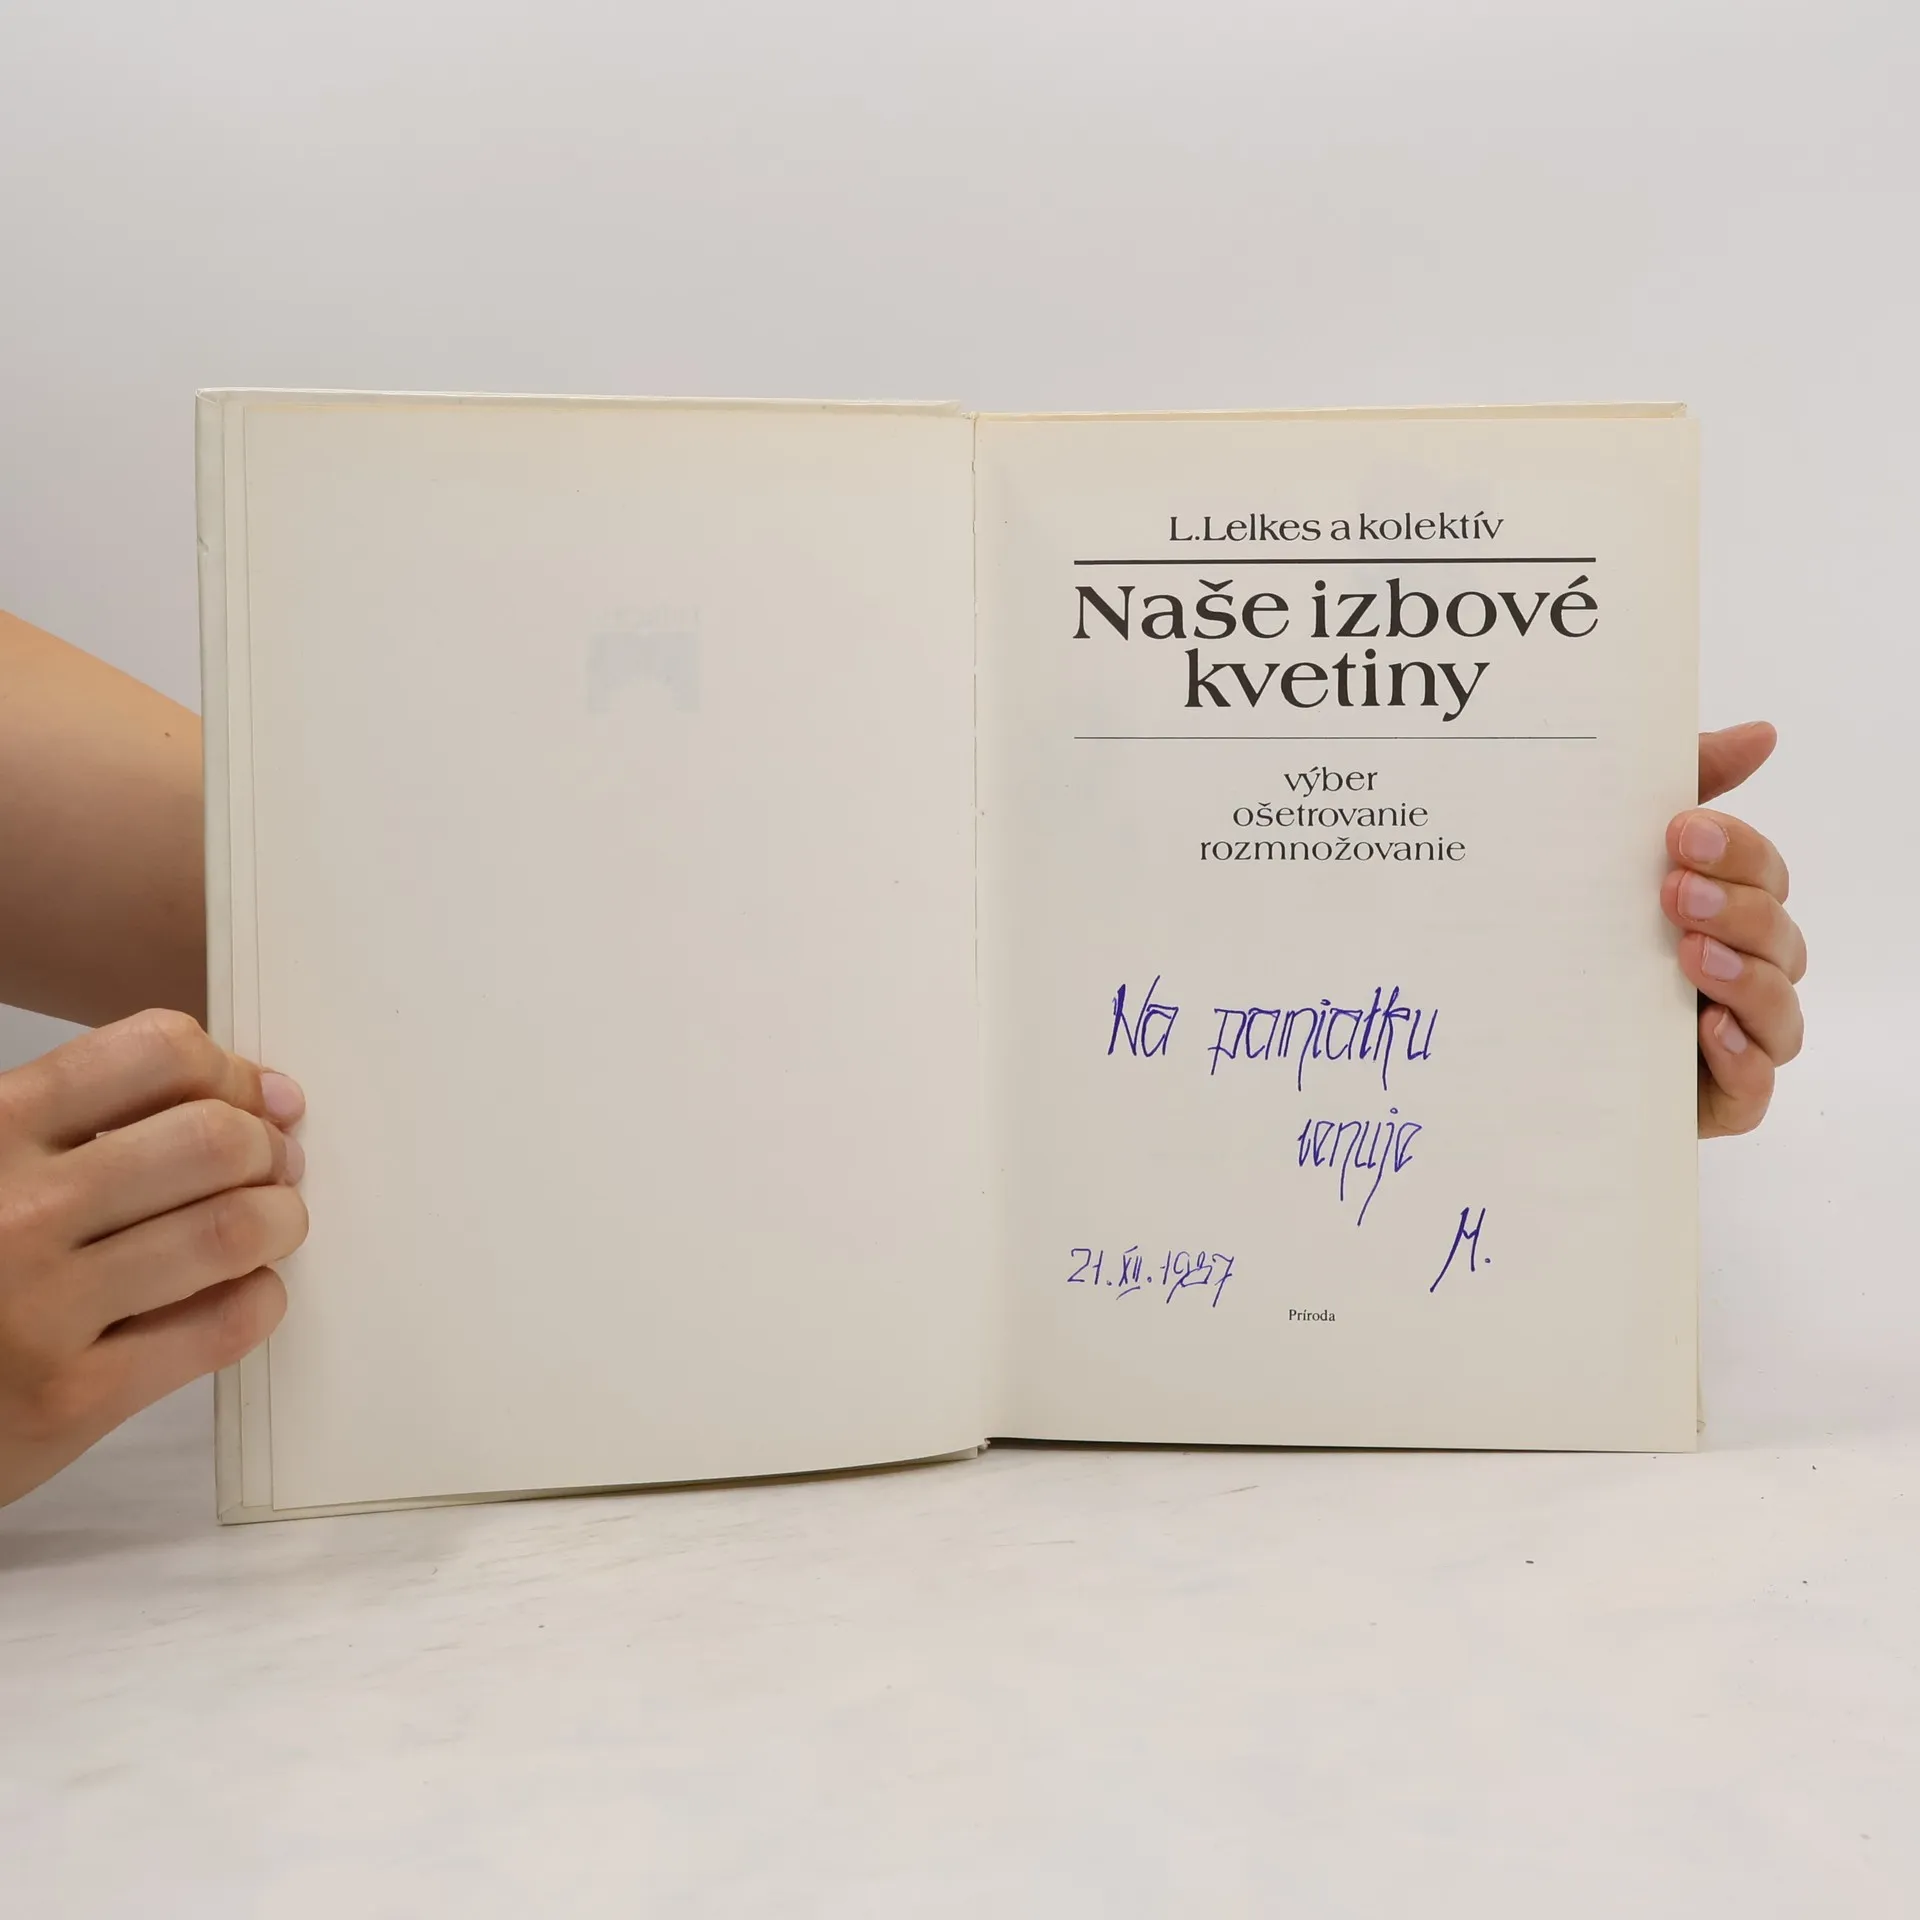 L. Lelkes a kolektív
Naše izbové
kvetiny
výber
ošetrovanie
rozmnožovanie
Na pamiatku
venuje
M.
21. XII. 1987
Príroda